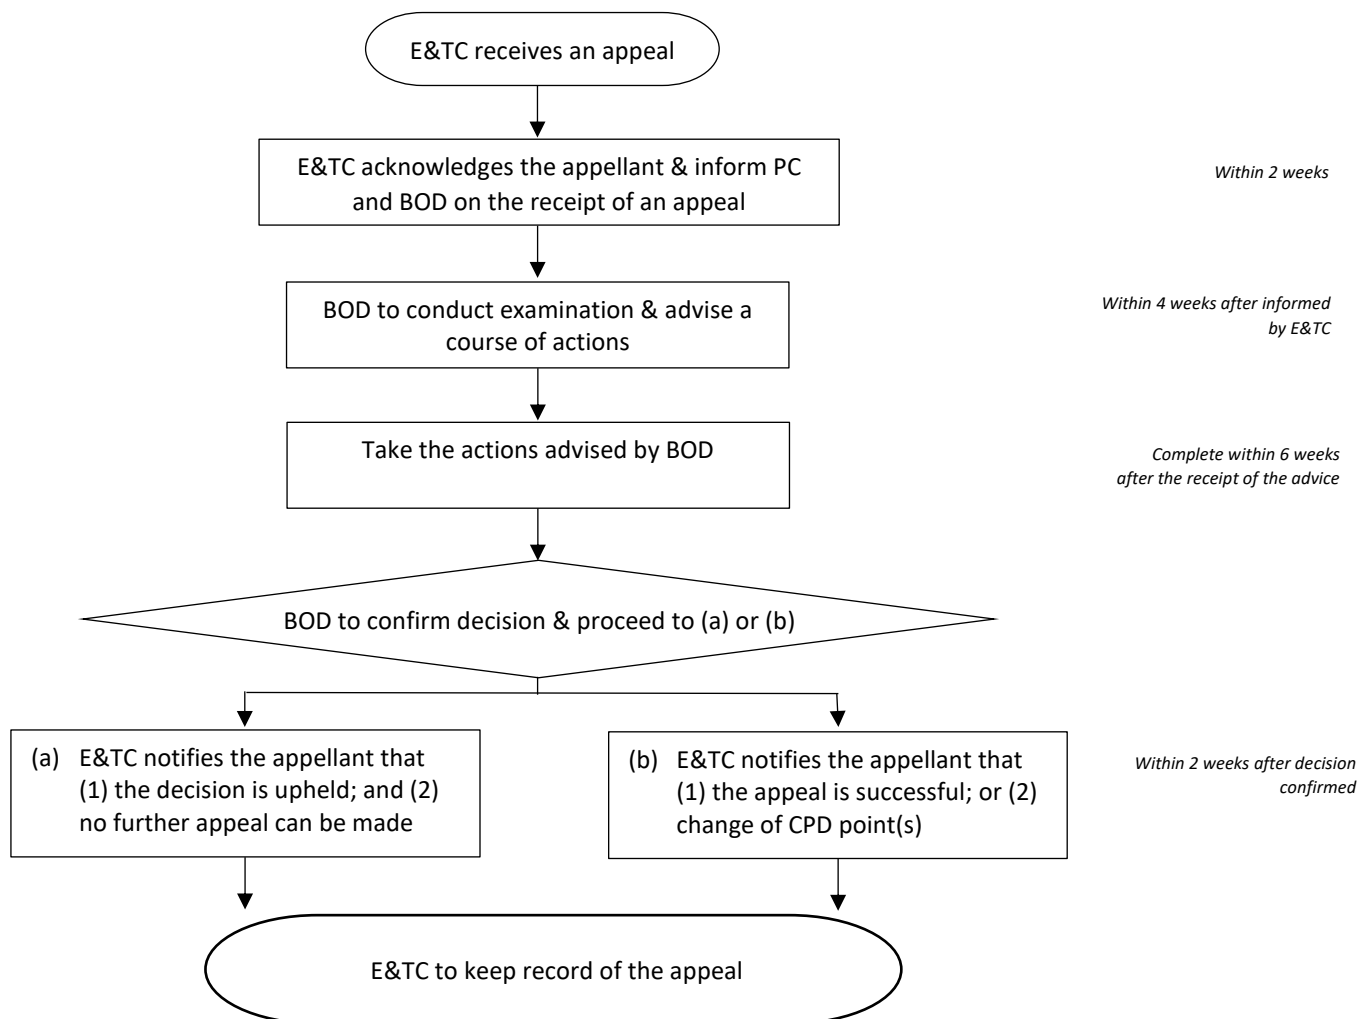 E&TC receives an appeal
E&TC acknowledges the appellant & inform PC
and BOD on the receipt of an appeal
Within 2 weeks
BOD to conduct examination & advise a
course of actions
Within 4 weeks after informed
by E&TC
Take the actions advised by BOD
Complete within 6 weeks
after the receipt of the advice
BOD to confirm decision & proceed to (a) or (b)
(a) E&TC notifies the appellant that
(1) the decision is upheld; and (2)
no further appeal can be made
(b) E&TC notifies the appellant that
(1) the appeal is successful; or (2)
change of CPD point(s)
Within 2 weeks after decision
confirmed
E&TC to keep record of the appeal